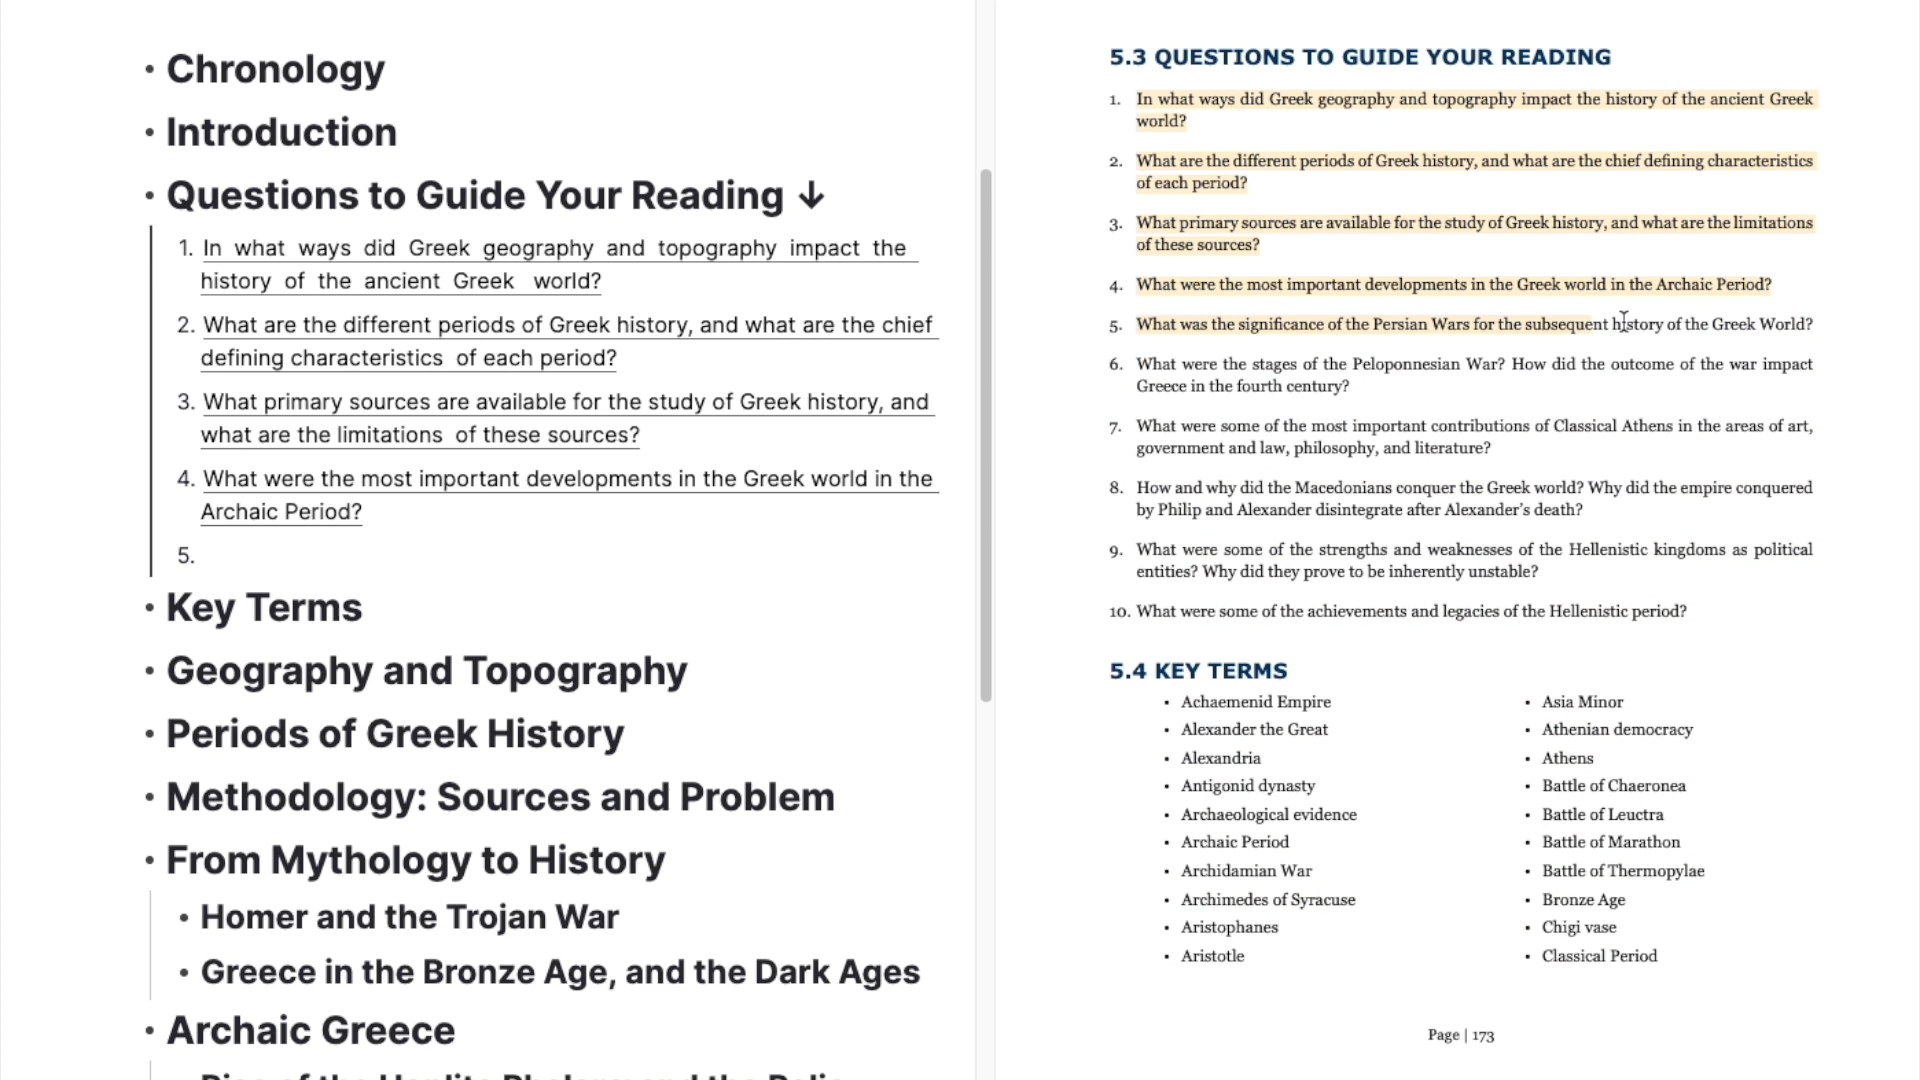 • Chronology
• Introduction
• Questions to Guide Your Reading ↓
1. In what ways did Greek geography and topography impact the
history of the ancient Greek world?
2. What are the different periods of Greek history, and what are the chief
defining characteristics of each period?
3. What primary sources are available for the study of Greek history, and
what are the limitations of these sources?
4. What were the most important developments in the Greek world in the
Archaic Period?
5.
• Key Terms
• Geography and Topography
• Periods of Greek History
• Methodology: Sources and Problem
• From Mythology to History
• Homer and the Trojan War
• Greece in the Bronze Age, and the Dark Ages
• Archaic Greece
5.3 QUESTIONS TO GUIDE YOUR READING
1. In what ways did Greek geography and topography impact the history of the ancient Greek
world?
2. What are the different periods of Greek history, and what are the chief defining characteristics
of each period?
3. What primary sources are available for the study of Greek history, and what are the limitations
of these sources?
4. What were the most important developments in the Greek world in the Archaic Period?
5. What was the significance of the Persian Wars for the subsequent history of the Greek World?
6. What were the stages of the Peloponnesian War? How did the outcome of the war impact
Greece in the fourth century?
7. What were some of the most important contributions of Classical Athens in the areas of art,
government and law, philosophy, and literature?
8. How and why did the Macedonians conquer the Greek world? Why did the empire conquered
by Philip and Alexander disintegrate after Alexander's death?
9. What were some of the strengths and weaknesses of the Hellenistic kingdoms as political
entities? Why did they prove to be inherently unstable?
10. What were some of the achievements and legacies of the Hellenistic period?
5.4 KEY TERMS
• Achaemenid Empire
• Alexander the Great
• Alexandria
• Antigonid dynasty
• Archaeological evidence
• Archaic Period
• Archidamian War
• Archimedes of Syracuse
• Aristophanes
• Aristotle
• Asia Minor
• Athenian democracy
• Athens
• Battle of Chaeronea
• Battle of Leuctra
• Battle of Marathon
• Battle of Thermopylae
• Bronze Age
• Chigi vase
• Classical Period
Page | 173